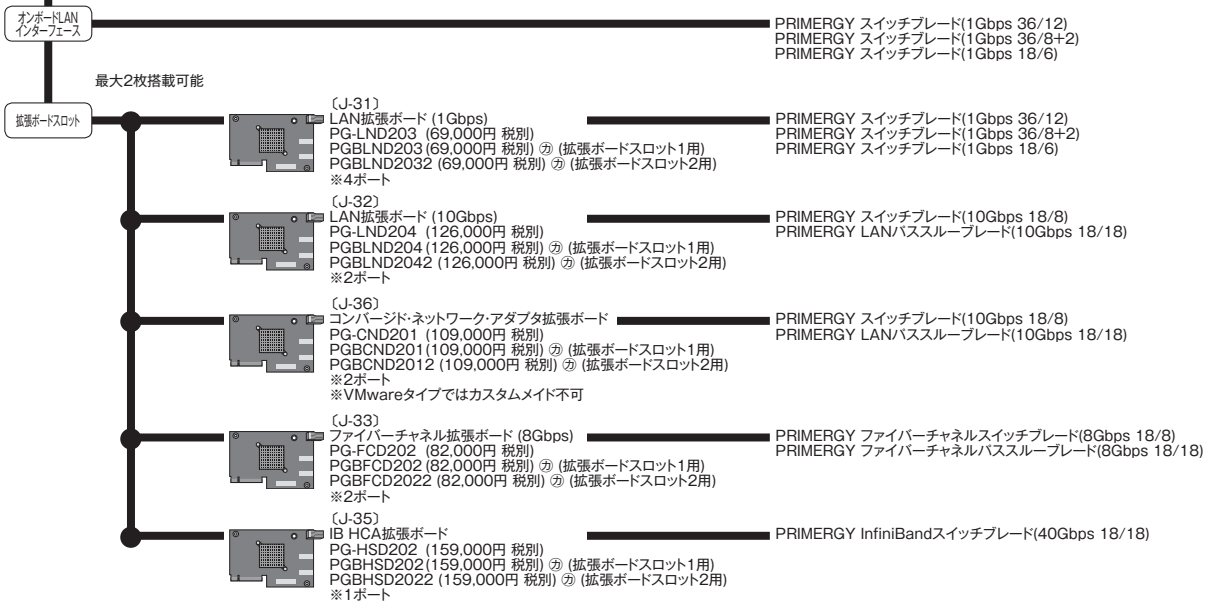 オンボードLAN
インターフェース
PRIMERGY スイッチブレード(1Gbps 36/12)
PRIMERGY スイッチブレード(1Gbps 36/8+2)
PRIMERGY スイッチブレード(1Gbps 18/6)
最大2枚搭載可能
拡張ボードスロット
〔J-31〕
LAN拡張ボード (1Gbps)
PG-LND203 (69,000円 税別)
PGBLND203 (69,000円 税別) ㋕ (拡張ボードスロット1用)
PGBLND2032 (69,000円 税別) ㋕ (拡張ボードスロット2用)
※4ポート
PRIMERGY スイッチブレード(1Gbps 36/12)
PRIMERGY スイッチブレード(1Gbps 36/8+2)
PRIMERGY スイッチブレード(1Gbps 18/6)
〔J-32〕
LAN拡張ボード (10Gbps)
PG-LND204 (126,000円 税別)
PGBLND204 (126,000円 税別) ㋕ (拡張ボードスロット1用)
PGBLND2042 (126,000円 税別) ㋕ (拡張ボードスロット2用)
※2ポート
PRIMERGY スイッチブレード(10Gbps 18/8)
PRIMERGY LANパススルーブレード(10Gbps 18/18)
〔J-36〕
コンバージド・ネットワーク・アダプタ拡張ボード
PG-CND201 (109,000円 税別)
PGBCND201 (109,000円 税別) ㋕ (拡張ボードスロット1用)
PGBCND2012 (109,000円 税別) ㋕ (拡張ボードスロット2用)
※2ポート
※VMwareタイプではカスタムメイド不可
PRIMERGY スイッチブレード(10Gbps 18/8)
PRIMERGY LANパススルーブレード(10Gbps 18/18)
〔J-33〕
ファイバーチャネル拡張ボード (8Gbps)
PG-FCD202 (82,000円 税別)
PGBFCD202 (82,000円 税別) ㋕ (拡張ボードスロット1用)
PGBFCD2022 (82,000円 税別) ㋕ (拡張ボードスロット2用)
※2ポート
PRIMERGY ファイバーチャネルスイッチブレード(8Gbps 18/8)
PRIMERGY ファイバーチャネルパススルーブレード(8Gbps 18/18)
〔J-35〕
IB HCA拡張ボード
PG-HSD202 (159,000円 税別)
PGBHSD202 (159,000円 税別) ㋕ (拡張ボードスロット1用)
PGBHSD2022 (159,000円 税別) ㋕ (拡張ボードスロット2用)
※1ポート
PRIMERGY InfiniBandスイッチブレード(40Gbps 18/18)